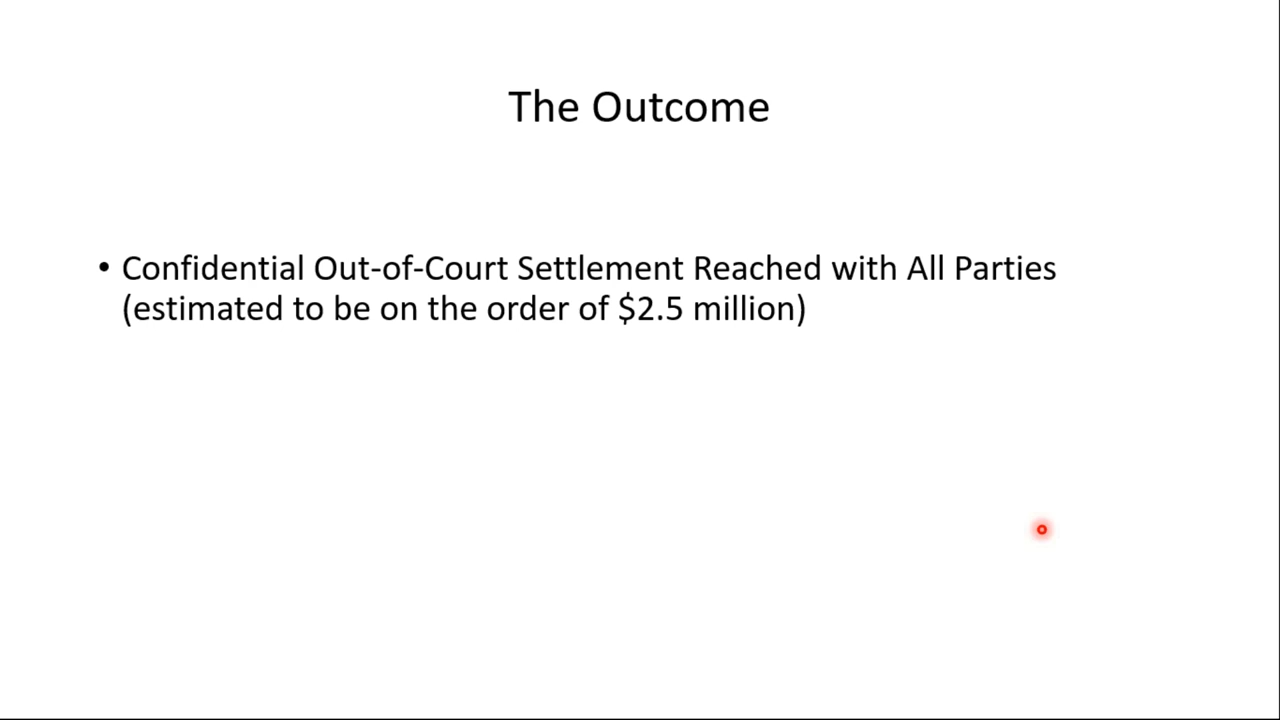 The Outcome
• Confidential Out-of-Court Settlement Reached with All Parties
(estimated to be on the order of $2.5 million)